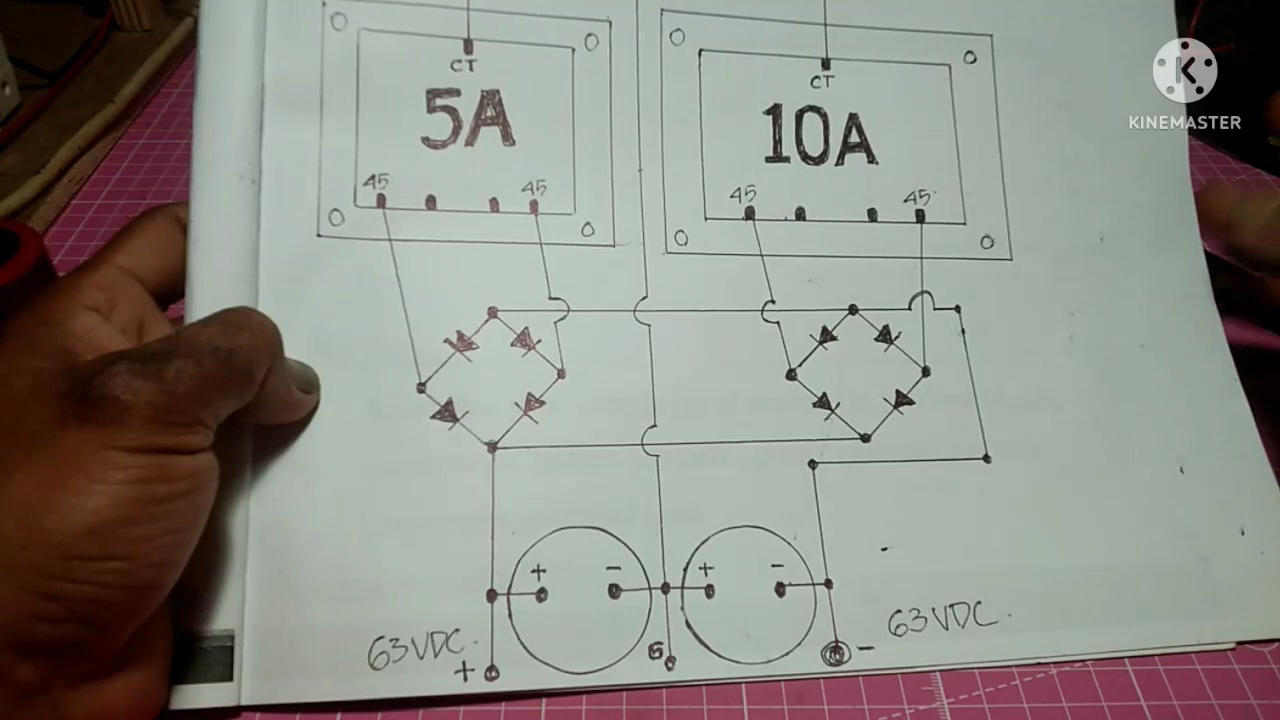 CT
5A
45 45
CT
10A
45 45
+ - + -
63VDC.
+
G
-
63VDC.
K
KINEMASTER